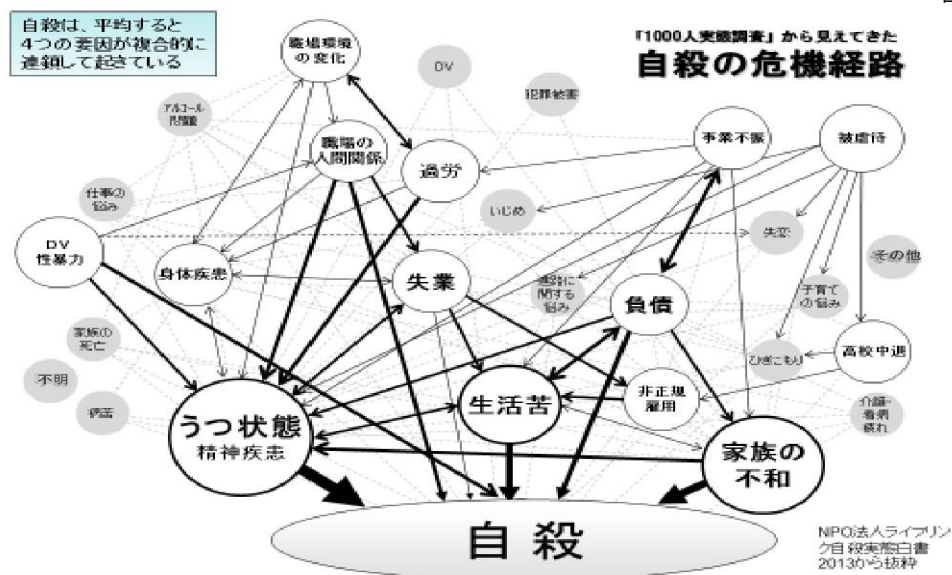 自殺は、平均すると
4つの要因が複合的に
連鎖して起きている
「1000人実態調査」から見えてきた
自殺の危機経路
職場環境
の変化
DV
犯罪被害
アルコール
問題
職場の
人間関係
過労
事業不振
被虐待
仕事の
悩み
いじめ
失恋
DV
性暴力
身体疾患
失業
進路に
関する
悩み
負債
その他
子育て
の悩み
家族の
死亡
不明
病苦
うつ状態
精神疾患
生活苦
非正規
雇用
ひきこもり
高校中退
介護・
看病
疲れ
家族の
不和
自殺
NPO法人ライフリン
ク自殺実態白書
2013から抜粋